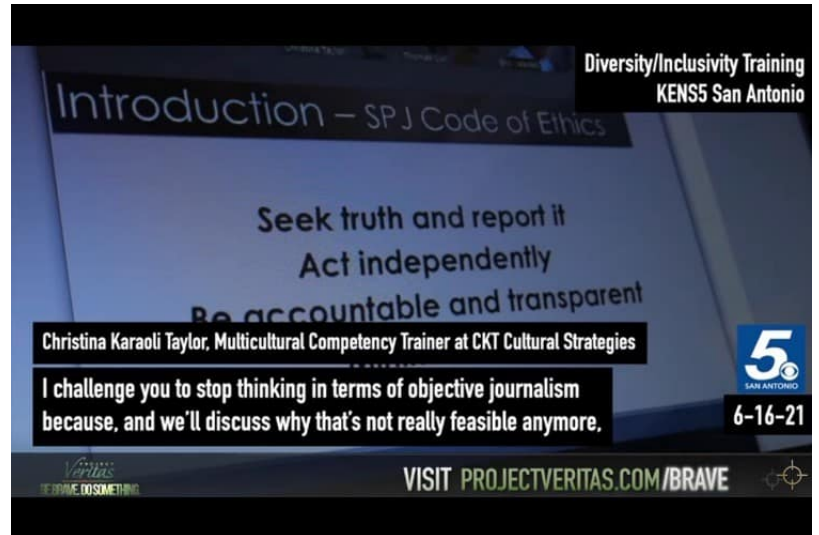 Diversity/Inclusivity Training
KENS5 San Antonio
Introduction – SPJ Code of Ethics
Seek truth and report it
Act independently
Be accountable and transparent
Christina Karaoli Taylor, Multicultural Competency Trainer at CKT Cultural Strategies
I challenge you to stop thinking in terms of objective journalism
because, and we'll discuss why that's not really feasible anymore,
5
SAN ANTONIO
6-16-21
PROJECT
Veritas
BE BRAVE. DO SOMETHING.
VISIT PROJECTVERITAS.COM/BRAVE